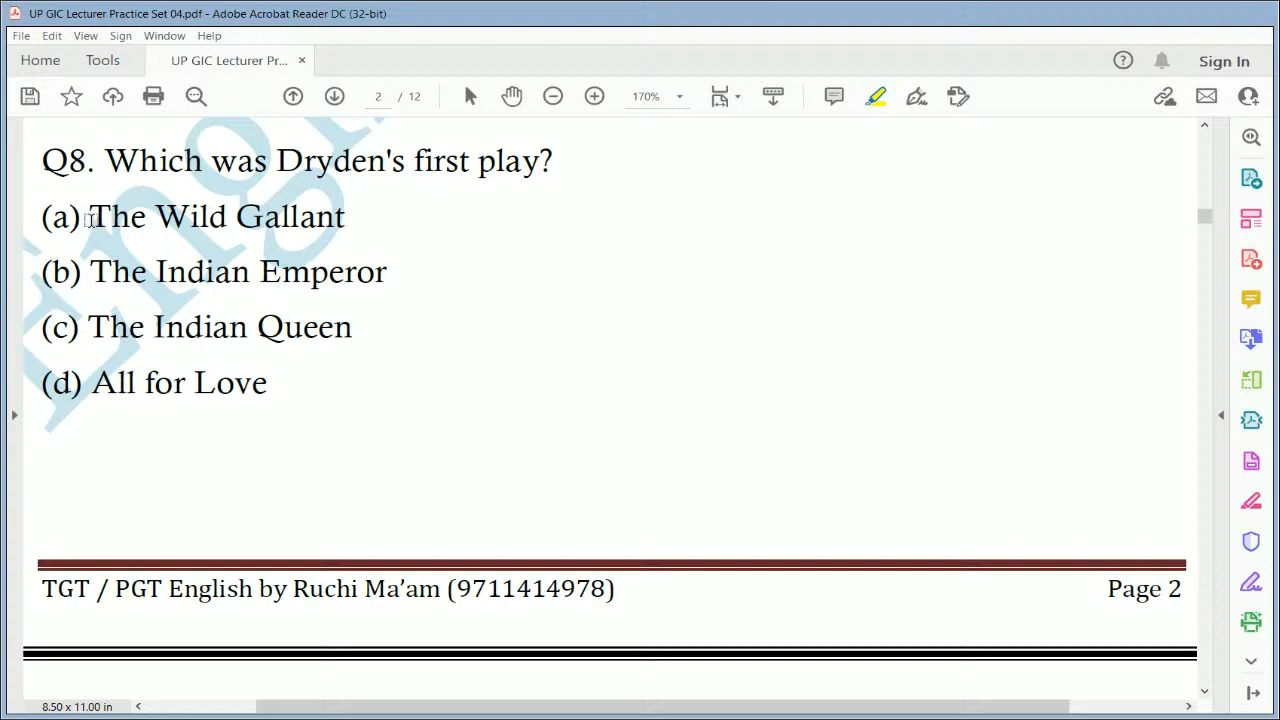 UP GIC Lecturer Practice Set 04.pdf - Adobe Acrobat Reader DC (32-bit)
File Edit View Sign Window Help
Home Tools UP GIC Lecturer Pr... × Sign In
2 / 12 170%
Q8. Which was Dryden's first play?
(a) The Wild Gallant
(b) The Indian Emperor
(c) The Indian Queen
(d) All for Love
TGT / PGT English by Ruchi Ma’am (9711414978) Page 2
8.50 x 11.00 in